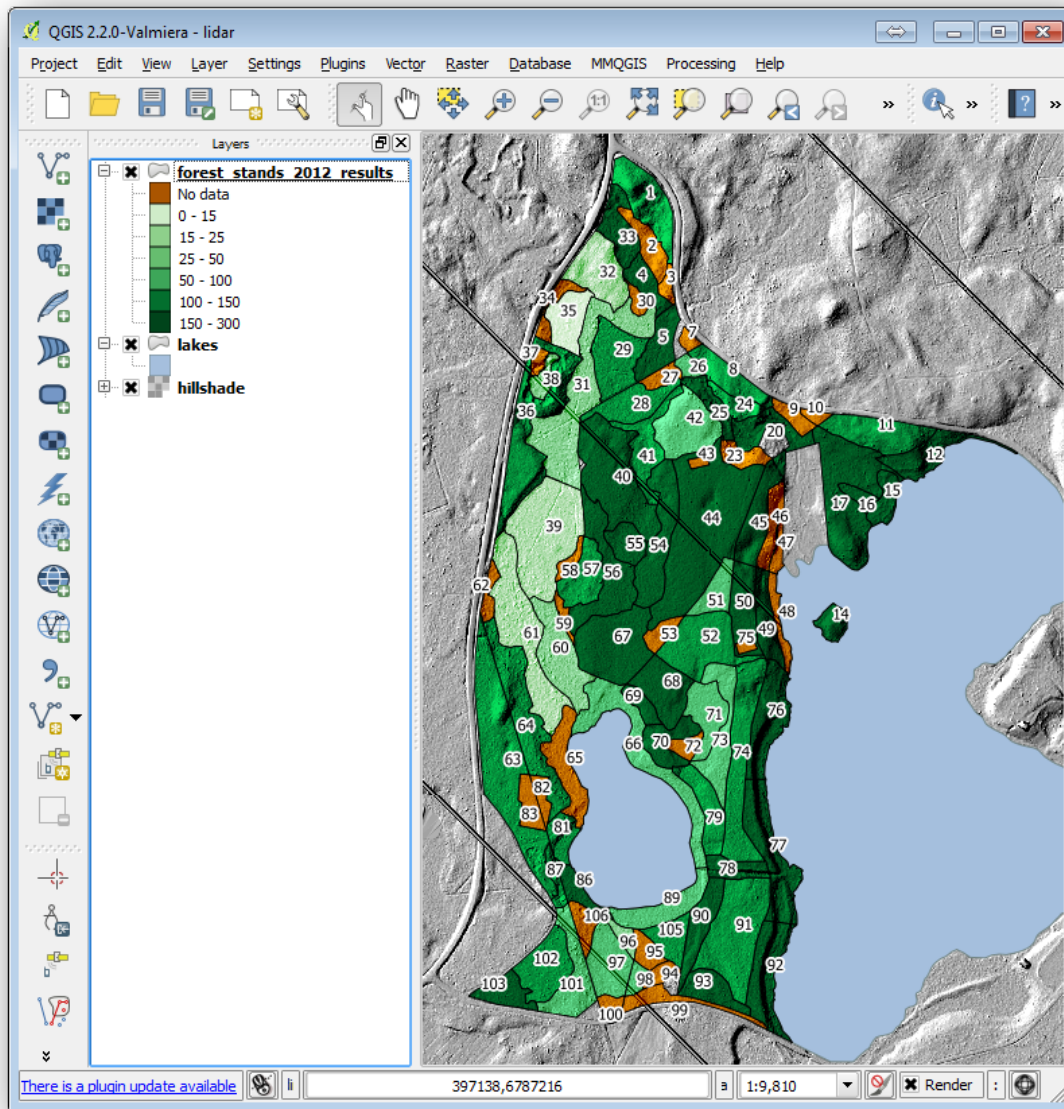 QGIS 2.2.0-Valmiera - lidar
Project Edit View Layer Settings Plugins Vector Raster Database MMQGIS Processing Help
Layers
forest_stands_2012_results
No data
0 - 15
15 - 25
25 - 50
50 - 100
100 - 150
150 - 300
lakes
hillshade
1
33 2
32 4 3
34 35 30
5 7
37 29
38 31 27 26 8
36 28 42 25 24 9 10
20 11
41 43 23 12
40 15
17 16
39 44 45 46
55 54 47
58 57 56
62 51 50 48 14
59
61 60 67 53 52 75 49
68
69 71 76
64 66 70 72 73 74
63 65
82
83 79
81
77
87 86 78
89
106 90 91
96 105
102 97 95 92
103 101 98 94 93
100 99
There is a plugin update available
li
397138,6787216
a
1:9,810
Render
: